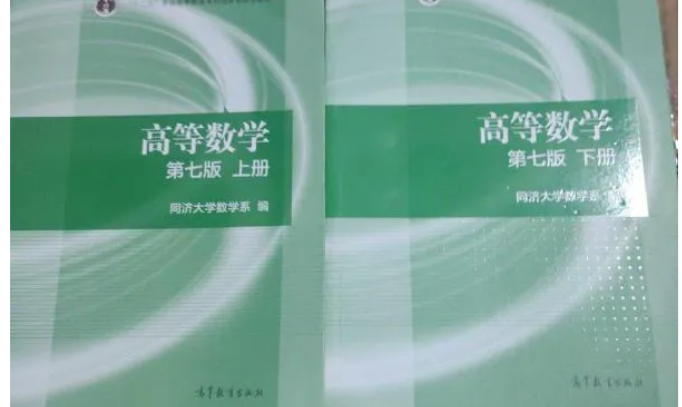 高等数学
第七版 上册
同济大学数学系 编
高等教育出版社
高等数学
第七版 下册
同济大学数学系
高等教育出版社